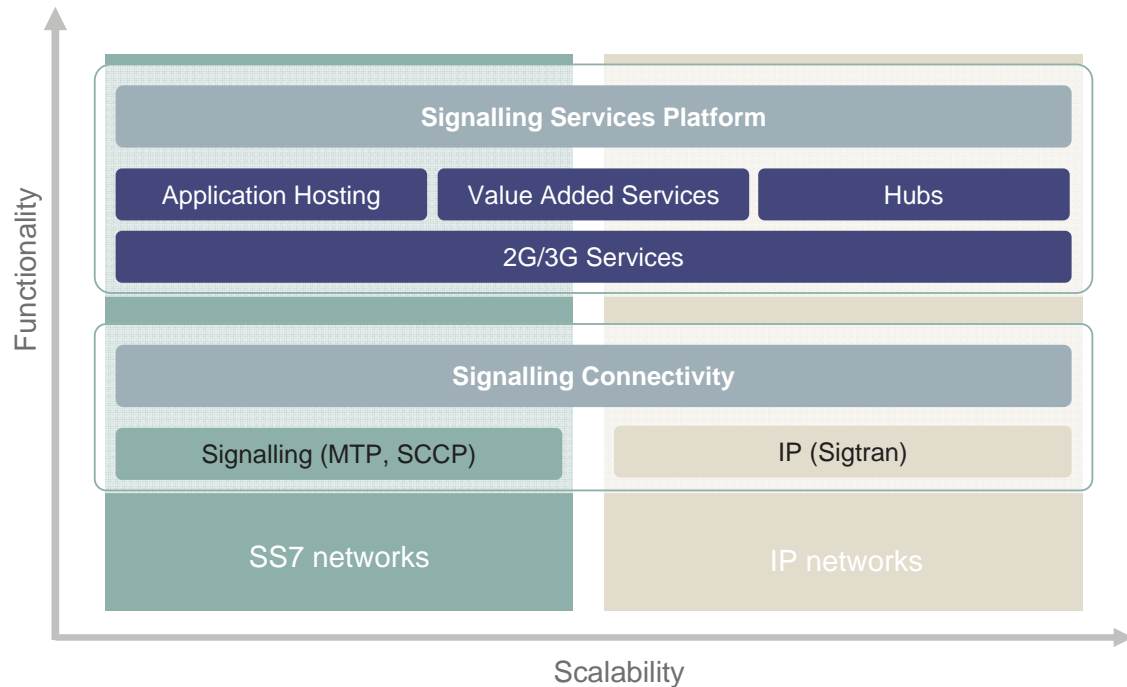 Functionality
Signalling Services Platform
Application Hosting
Value Added Services
Hubs
2G/3G Services
Signalling Connectivity
Signalling (MTP, SCCP)
IP (Sigtran)
SS7 networks
IP networks
Scalability